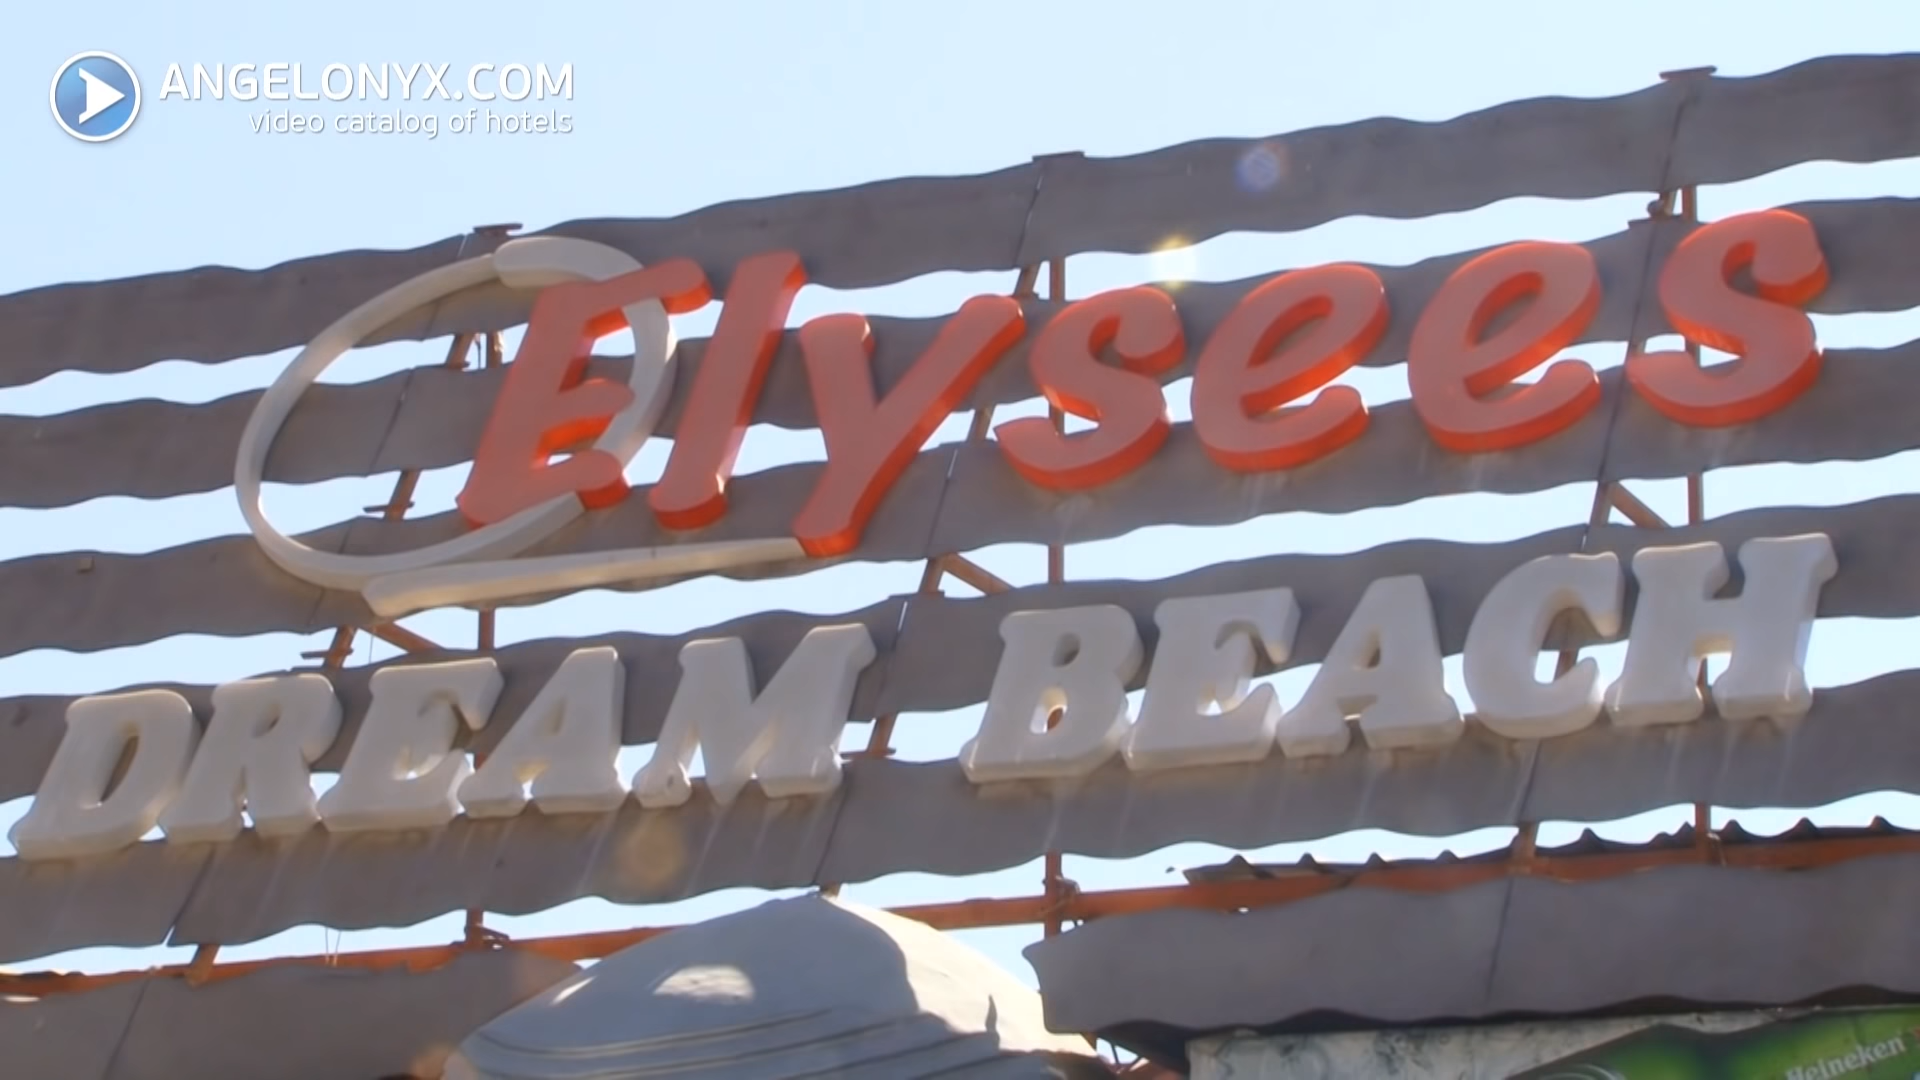 ANGELONYX.COM
video catalog of hotels
Elysees
DREAM BEACH
Heineken